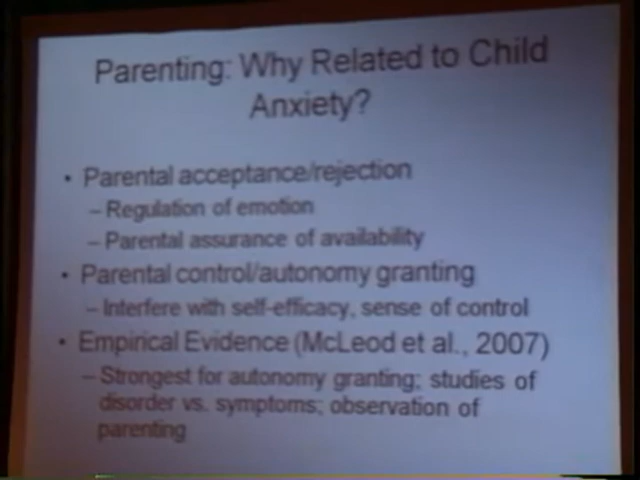 Parenting: Why Related to Child
Anxiety?
• Parental acceptance/rejection
– Regulation of emotion
– Parental assurance of availability
• Parental control/autonomy granting
– Interfere with self-efficacy, sense of control
• Empirical Evidence (McLeod et al., 2007)
– Strongest for autonomy granting; studies of
disorder vs. symptoms; observation of
parenting